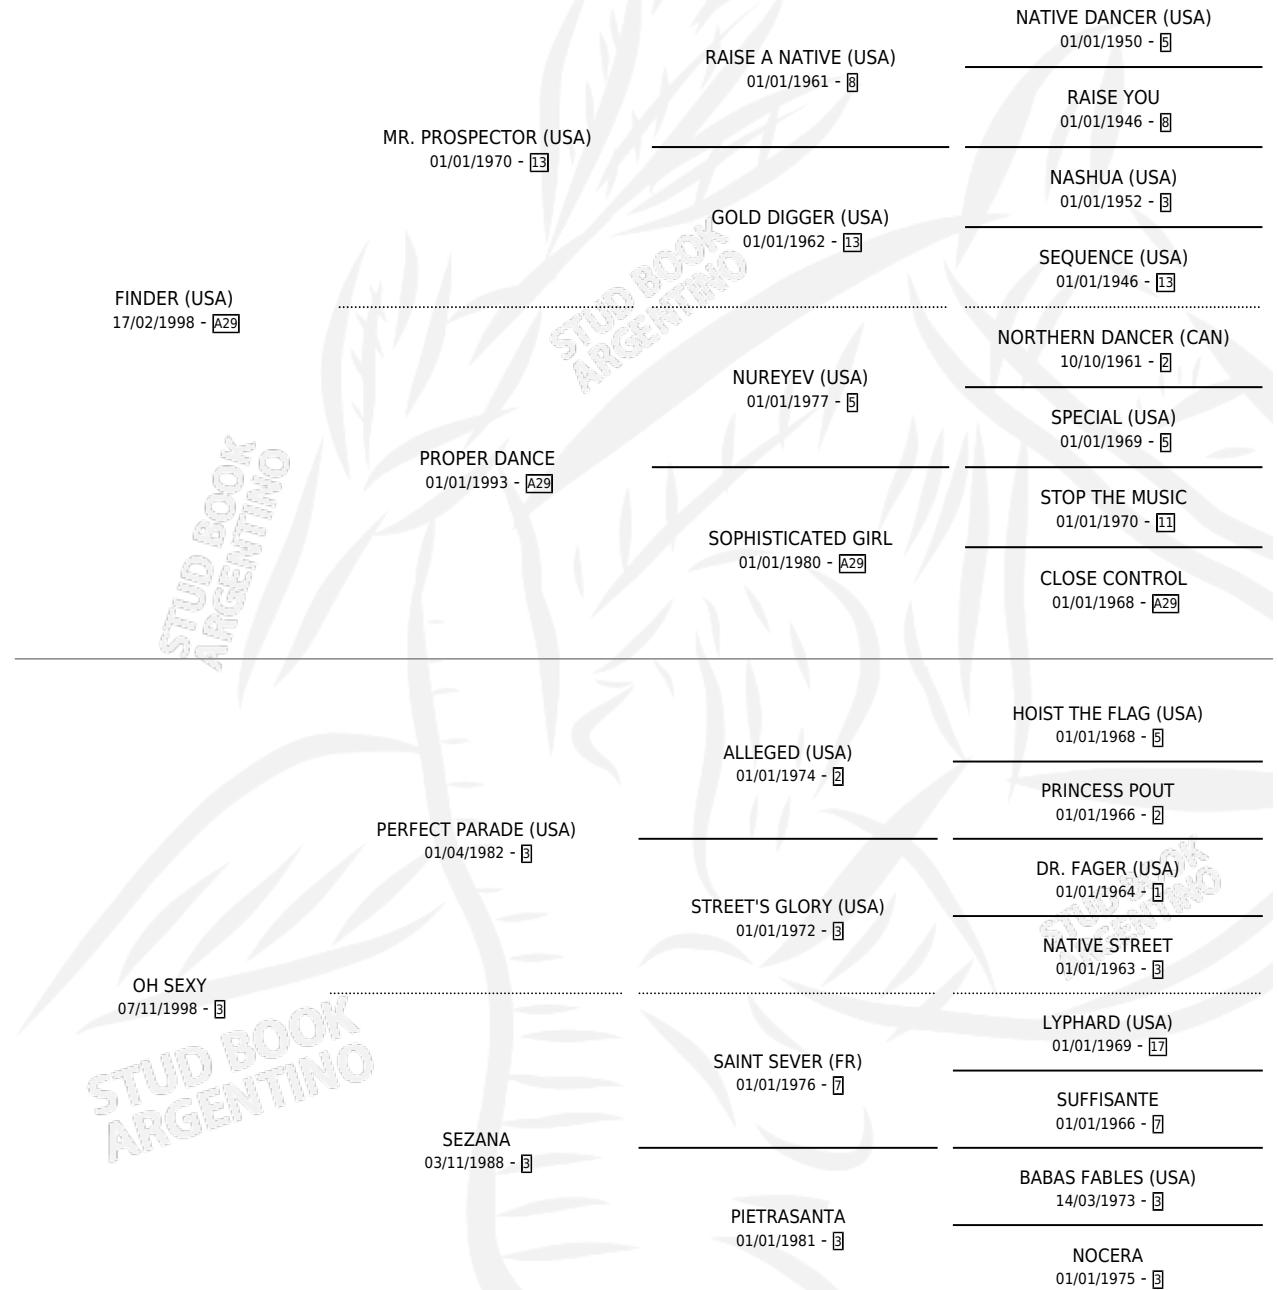 NATIVE DANCER (USA)
01/01/1950 - 5
RAISE A NATIVE (USA)
01/01/1961 - 8
RAISE YOU
01/01/1946 - 8
MR. PROSPECTOR (USA)
01/01/1970 - 13
NASHUA (USA)
01/01/1952 - 3
GOLD DIGGER (USA)
01/01/1962 - 13
SEQUENCE (USA)
01/01/1946 - 13
FINDER (USA)
17/02/1998 - A29
NORTHERN DANCER (CAN)
10/10/1961 - 2
NUREYEV (USA)
01/01/1977 - 5
SPECIAL (USA)
01/01/1969 - 5
PROPER DANCE
01/01/1993 - A29
STOP THE MUSIC
01/01/1970 - 11
SOPHISTICATED GIRL
01/01/1980 - A29
CLOSE CONTROL
01/01/1968 - A29
HOIST THE FLAG (USA)
01/01/1968 - 5
ALLEGED (USA)
01/01/1974 - 2
PRINCESS POUT
01/01/1966 - 2
PERFECT PARADE (USA)
01/04/1982 - 3
DR. FAGER (USA)
01/01/1964 - 1
STREET'S GLORY (USA)
01/01/1972 - 3
NATIVE STREET
01/01/1963 - 3
OH SEXY
07/11/1998 - 3
LYPHARD (USA)
01/01/1969 - 17
SAINT SEVER (FR)
01/01/1976 - 7
SUFFISANTE
01/01/1966 - 7
SEZANA
03/11/1988 - 3
BABAS FABLES (USA)
14/03/1973 - 3
PIETRASANTA
01/01/1981 - 3
NOCERA
01/01/1975 - 3
STUD BOOK
ARGENTINO
STUD BOOK
ARGENTINO
STUD BOOK
ARGENTINO
STUD BOOK
ARGENTINO